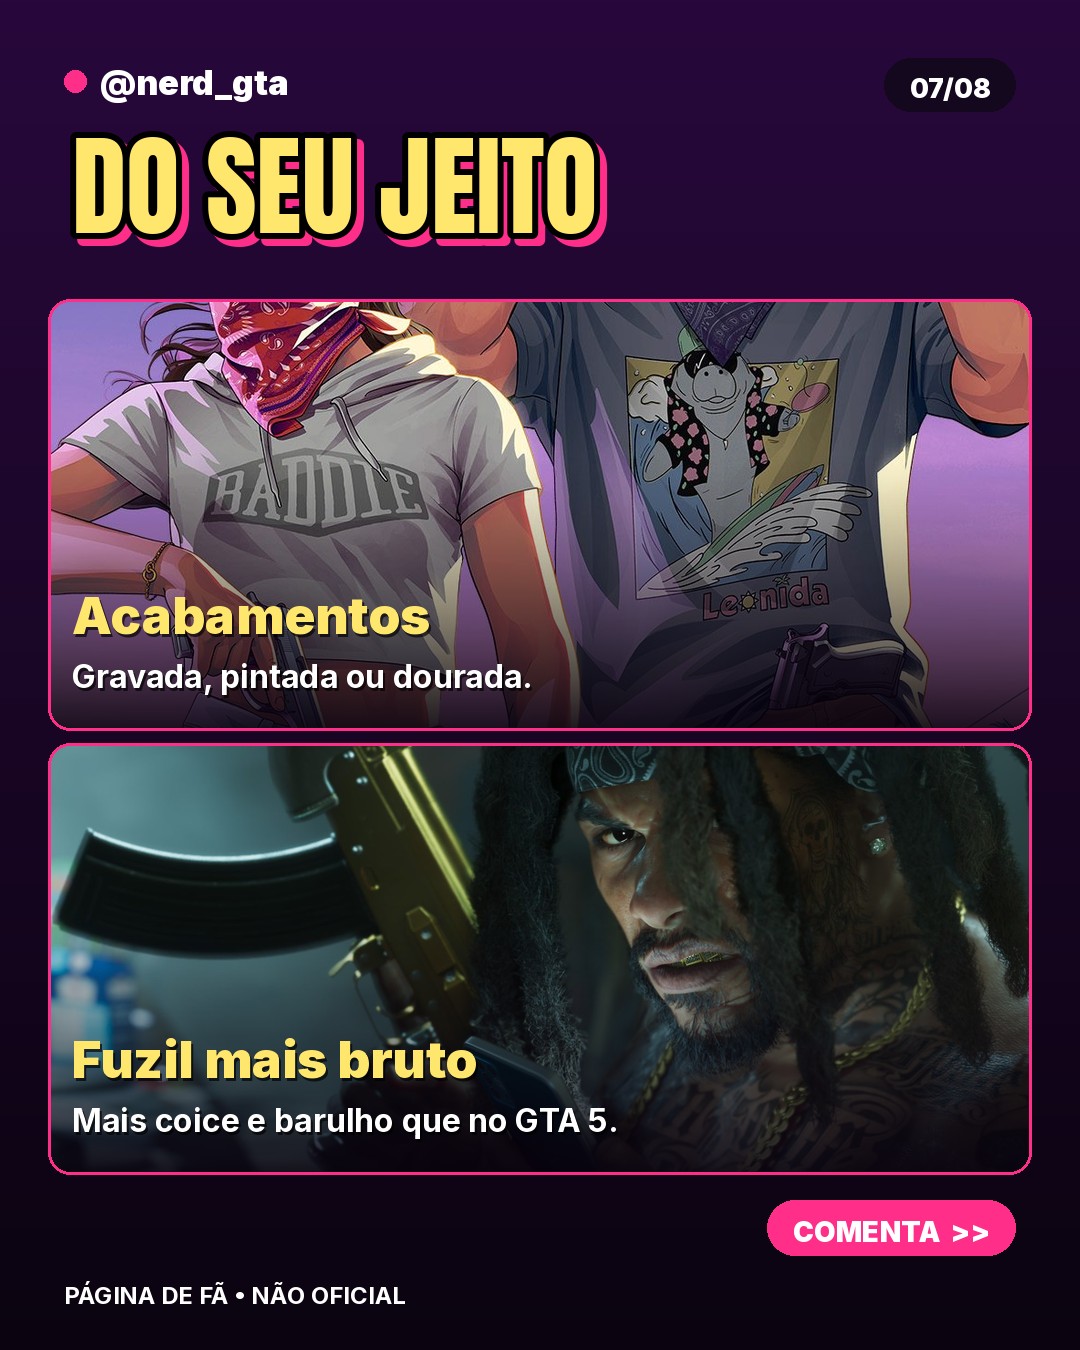 @nerd_gta
07/08
DO SEU JEITO
BADDIE
Leonida
Acabamentos
Gravada, pintada ou dourada.
Fuzil mais bruto
Mais coice e barulho que no GTA 5.
COMENTA >>
PÁGINA DE FÃ • NÃO OFICIAL